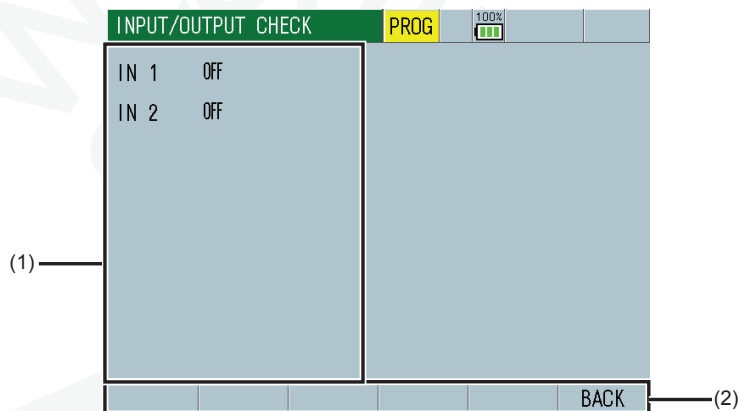 INPUT/OUTPUT CHECK PROG 100%
IN 1 OFF
IN 2 OFF
(1)
BACK (2)